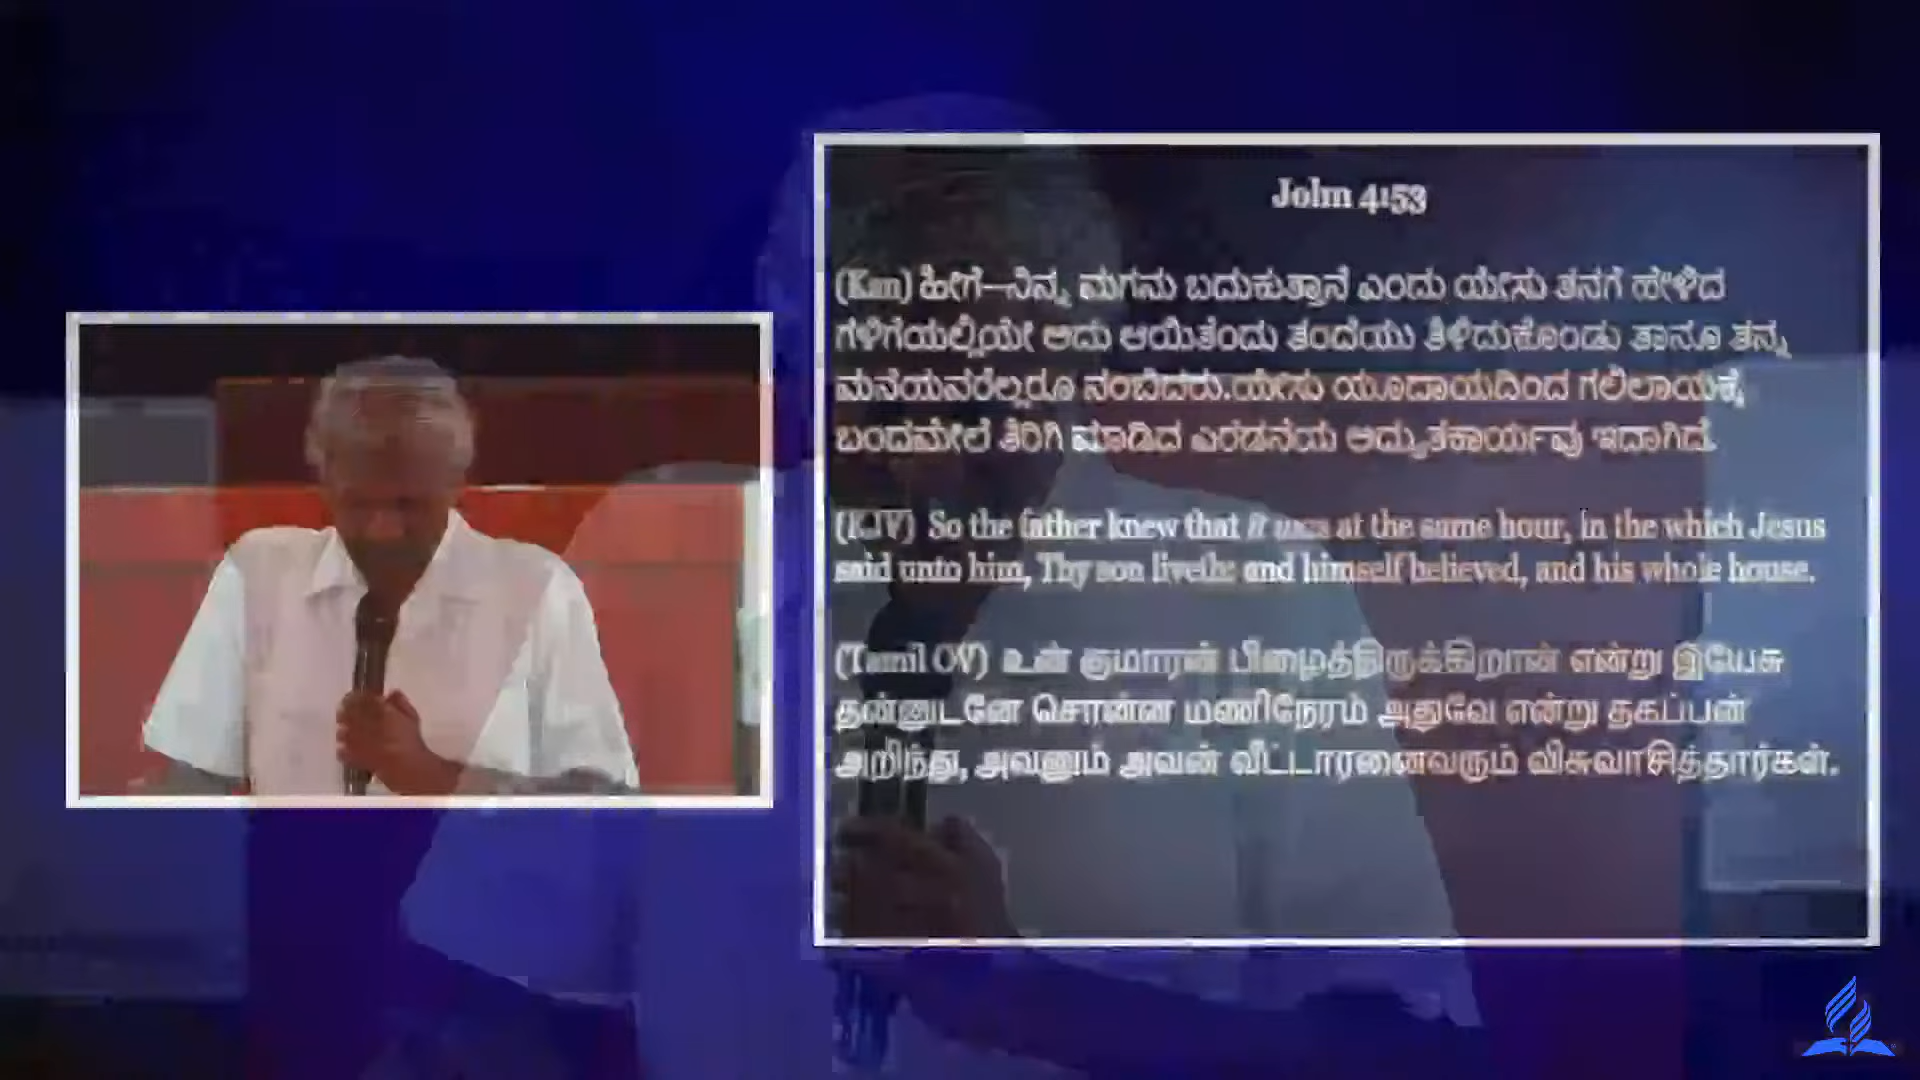 John 4:53
(Kan) ಹೀಗೆ—ನಿನ್ನ ಮಗನು ಬದುಕುತ್ತಾನೆ ಎಂದು ಯೇಸು ತನಗೆ ಹೇಳಿದ
ಗಳಿಗೆಯಲ್ಲಿಯೇ ಅದು ಆಯಿತೆಂದು ತಂದೆಯು ತಿಳಿದುಕೊಂಡು ತಾನೂ ತನ್ನ
ಮನೆಯವರೆಲ್ಲರೂ ನಂಬಿದರು.ಯೇಸು ಯೂದಾಯದಿಂದ ಗಲಿಲಾಯಕ್ಕೆ
ಬಂದಮೇಲೆ ತಿರಿಗಿ ಮಾಡಿದ ಎರಡನೆಯ ಅದ್ಭುತಕಾರ್ಯವು ಇದಾಗಿದೆ.
(KJV) So the father knew that it was at the same hour, in the which Jesus
said unto him, Thy son liveth: and himself believed, and his whole house.
(Tamil OV) உன் குமாரன் பிழைத்திருக்கிறான் என்று இயேசு
தன்னுடனே சொன்ன மணிநேரம் அதுவே என்று தகப்பன்
அறிந்து, அவனும் அவன் வீட்டாரனைவரும் விசுவாசித்தார்கள்.